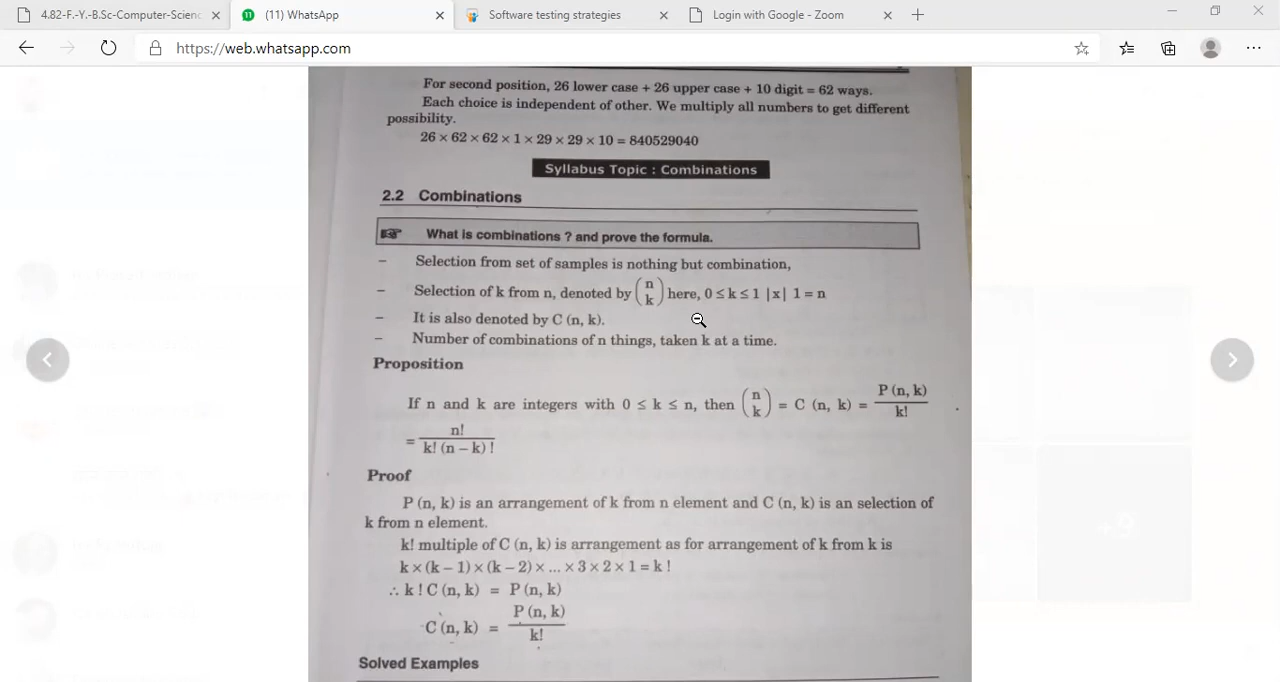 4.82-F.-Y.-B.Sc-Computer-Scienc
(11) WhatsApp
Software testing strategies
Login with Google - Zoom
https://web.whatsapp.com
For second position, 26 lower case + 26 upper case + 10 digit = 62 ways.
Each choice is independent of other. We multiply all numbers to get different
possibility.
26 × 62 × 62 × 1 × 29 × 29 × 10 = 840529040
Syllabus Topic : Combinations
2.2 Combinations
What is combinations ? and prove the formula.
– Selection from set of samples is nothing but combination,
– Selection of k from n, denoted by (n k) here, 0 ≤ k ≤ 1 |x| 1 = n
– It is also denoted by C (n, k).
– Number of combinations of n things, taken k at a time.
Proposition
If n and k are integers with 0 ≤ k ≤ n, then (n k) = C (n, k) = P (n, k) / k!
= n! / k! (n – k) !
Proof
P (n, k) is an arrangement of k from n element and C (n, k) is an selection of
k from n element.
k! multiple of C (n, k) is arrangement as for arrangement of k from k is
k × (k – 1) × (k – 2) × ... × 3 × 2 × 1 = k !
∴ k ! C (n, k) = P (n, k)
C (n, k) = P (n, k) / k!
Solved Examples